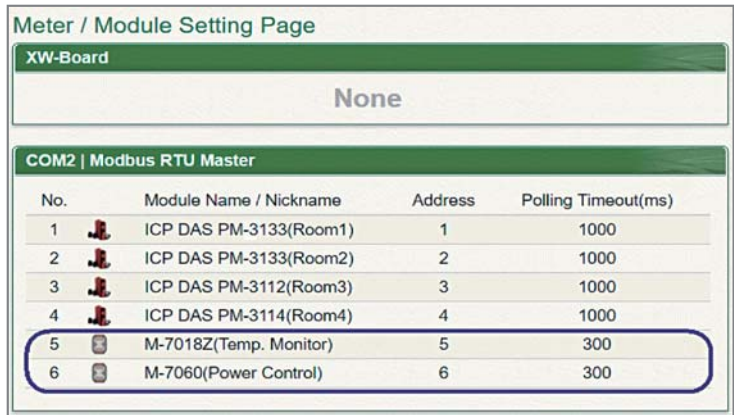 Meter / Module Setting Page
XW-Board
None
COM2 | Modbus RTU Master
No. Module Name / Nickname Address Polling Timeout(ms)
1 ICP DAS PM-3133(Room1) 1 1000
2 ICP DAS PM-3133(Room2) 2 1000
3 ICP DAS PM-3112(Room3) 3 1000
4 ICP DAS PM-3114(Room4) 4 1000
5 M-7018Z(Temp. Monitor) 5 300
6 M-7060(Power Control) 6 300